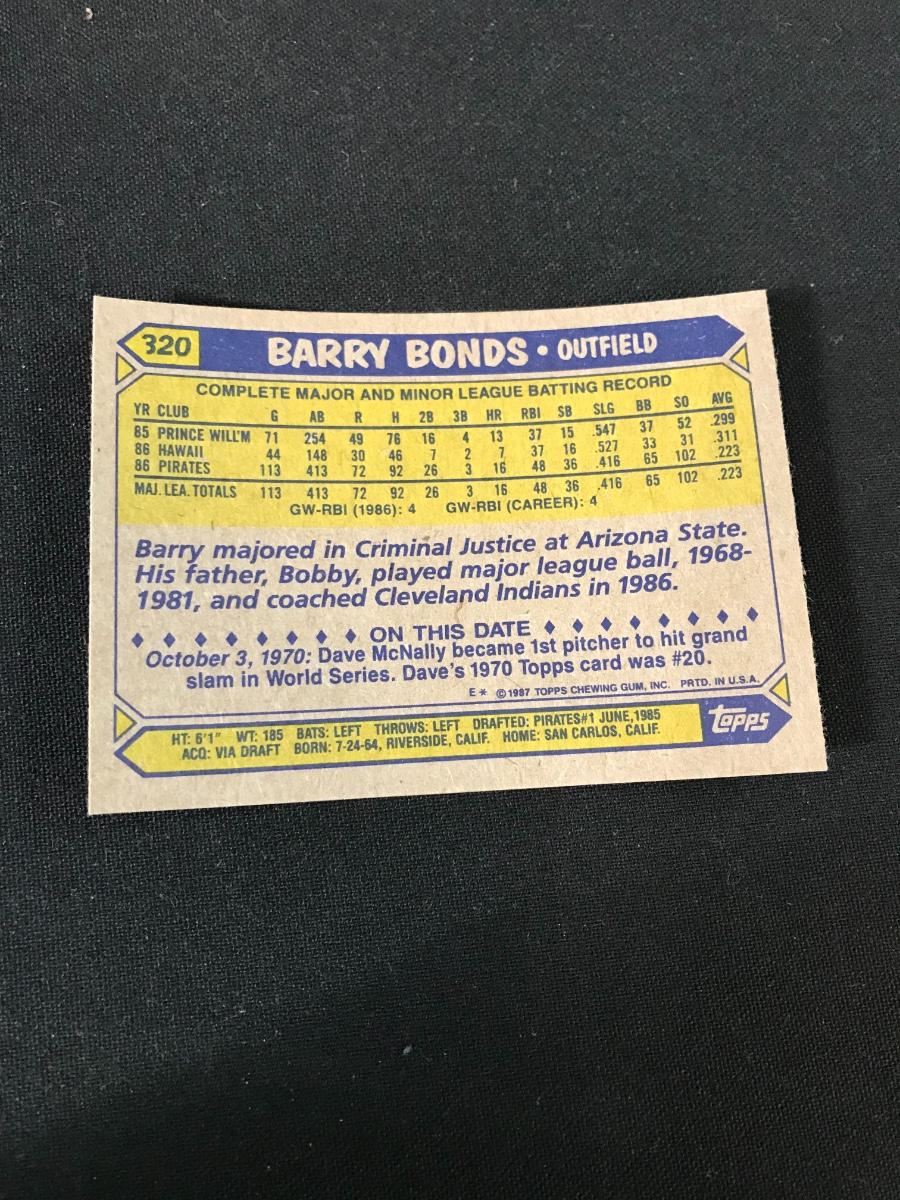 320
BARRY BONDS • OUTFIELD
COMPLETE MAJOR AND MINOR LEAGUE BATTING RECORD
YR CLUB G AB R H 2B 3B HR RBI SB SLG BB SO AVG
85 PRINCE WILL'M 71 254 49 76 16 4 13 37 15 .547 37 52 .299
86 HAWAII 44 148 30 46 7 2 7 37 16 .527 33 31 .311
86 PIRATES 113 413 72 92 26 3 16 48 36 .416 65 102 .223
MAJ. LEA. TOTALS 113 413 72 92 26 3 16 48 36 .416 65 102 .223
GW-RBI (1986): 4 GW-RBI (CAREER): 4
Barry majored in Criminal Justice at Arizona State.
His father, Bobby, played major league ball, 1968-
1981, and coached Cleveland Indians in 1986.
♦ ♦ ♦ ♦ ♦ ♦ ♦ ♦ ON THIS DATE ♦ ♦ ♦ ♦ ♦ ♦ ♦ ♦
October 3, 1970: Dave McNally became 1st pitcher to hit grand
slam in World Series. Dave's 1970 Topps card was #20.
E* ©1987 TOPPS CHEWING GUM, INC. PRTD. IN U.S.A.
HT: 6'1" WT: 185 BATS: LEFT THROWS: LEFT DRAFTED: PIRATES#1 JUNE,1985
ACQ: VIA DRAFT BORN: 7-24-64, RIVERSIDE, CALIF. HOME: SAN CARLOS, CALIF.
topps